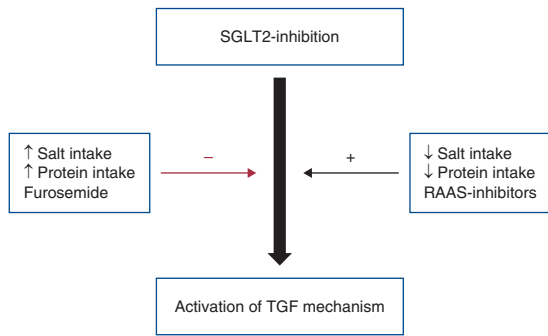 SGLT2-inhibition
↑ Salt intake
↑ Protein intake
Furosemide
−
+
↓ Salt intake
↓ Protein intake
RAAS-inhibitors
Activation of TGF mechanism